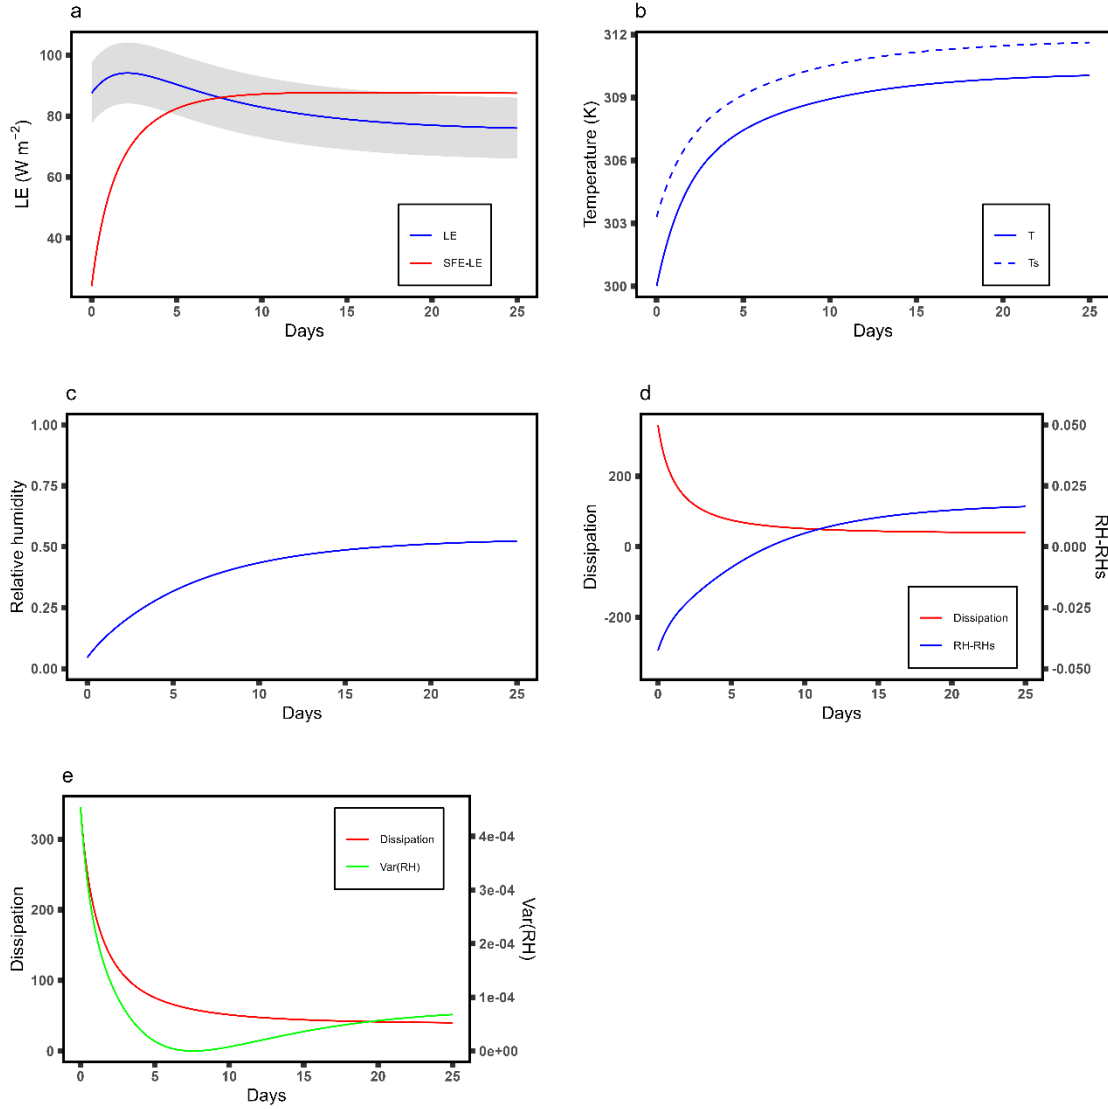 a
LE (W m⁻²)
100
80
60
40
LE
SFE-LE
0 5 10 15 20 25
Days
b
Temperature (K)
312
309
306
303
300
T
Ts
0 5 10 15 20 25
Days
c
Relative humidity
1.00
0.75
0.50
0.25
0.00
0 5 10 15 20 25
Days
d
Dissipation
200
0
-200
0.050
0.025
0.000
-0.025
-0.050
RH-RHs
Dissipation
RH-RHs
0 5 10 15 20 25
Days
e
Dissipation
300
200
100
0
Dissipation
Var(RH)
4e-04
3e-04
2e-04
1e-04
0e+00
Var(RH)
0 5 10 15 20 25
Days